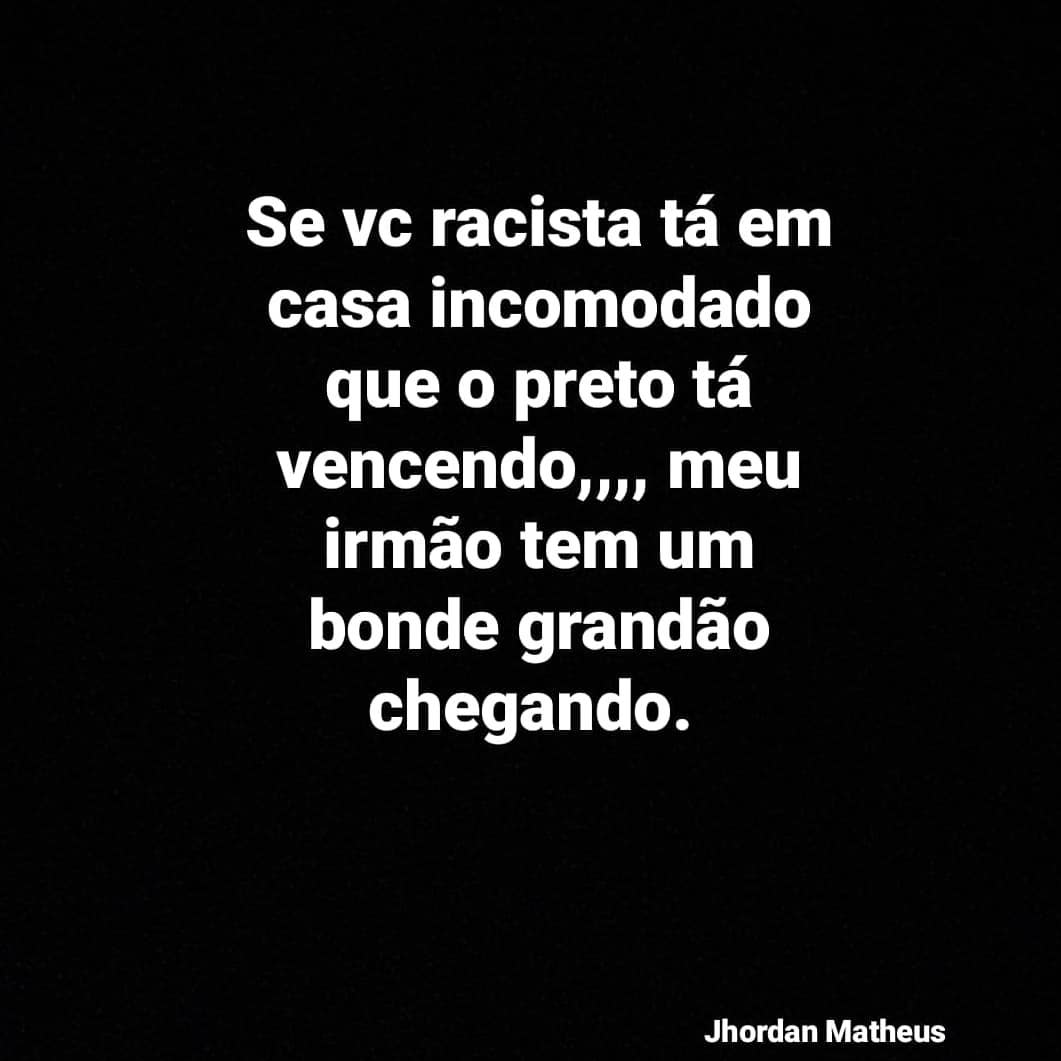 Se vc racista tá em
casa incomodado
que o preto tá
vencendo,,,, meu
irmão tem um
bonde grandão
chegando.
Jhordan Matheus